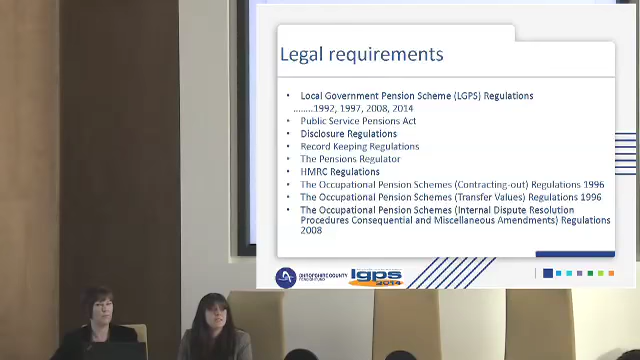 Legal requirements
• Local Government Pension Scheme (LGPS) Regulations
........1992, 1997, 2008, 2014
• Public Service Pensions Act
• Disclosure Regulations
• Record Keeping Regulations
• The Pensions Regulator
• HMRC Regulations
• The Occupational Pension Schemes (Contracting-out) Regulations 1996
• The Occupational Pension Schemes (Transfer Values) Regulations 1996
• The Occupational Pension Schemes (Internal Dispute Resolution
Procedures Consequential and Miscellaneous Amendments) Regulations
2008
COUNTY
lgps
2014